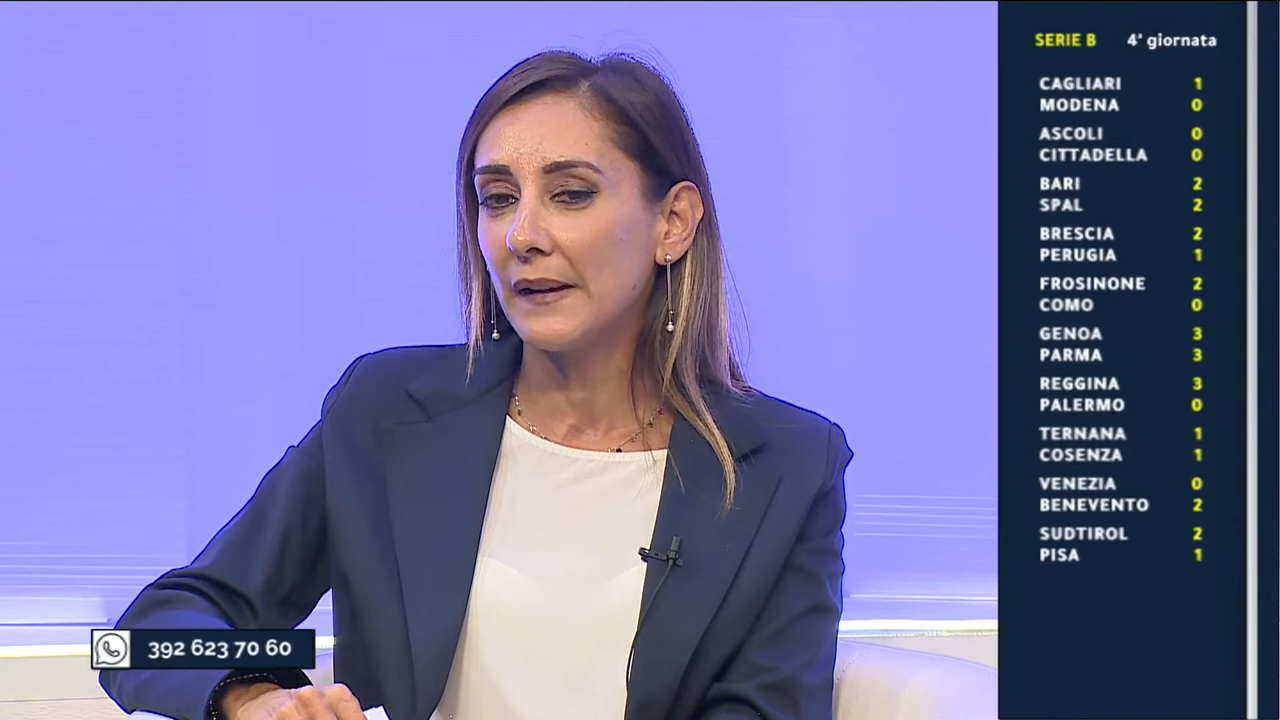 SERIE B 4ª giornata
CAGLIARI 1
MODENA 0
ASCOLI 0
CITTADELLA 0
BARI 2
SPAL 2
BRESCIA 2
PERUGIA 1
FROSINONE 2
COMO 0
GENOA 3
PARMA 3
REGGINA 3
PALERMO 0
TERNANA 1
COSENZA 1
VENEZIA 0
BENEVENTO 2
SUDTIROL 2
PISA 1
392 623 70 60